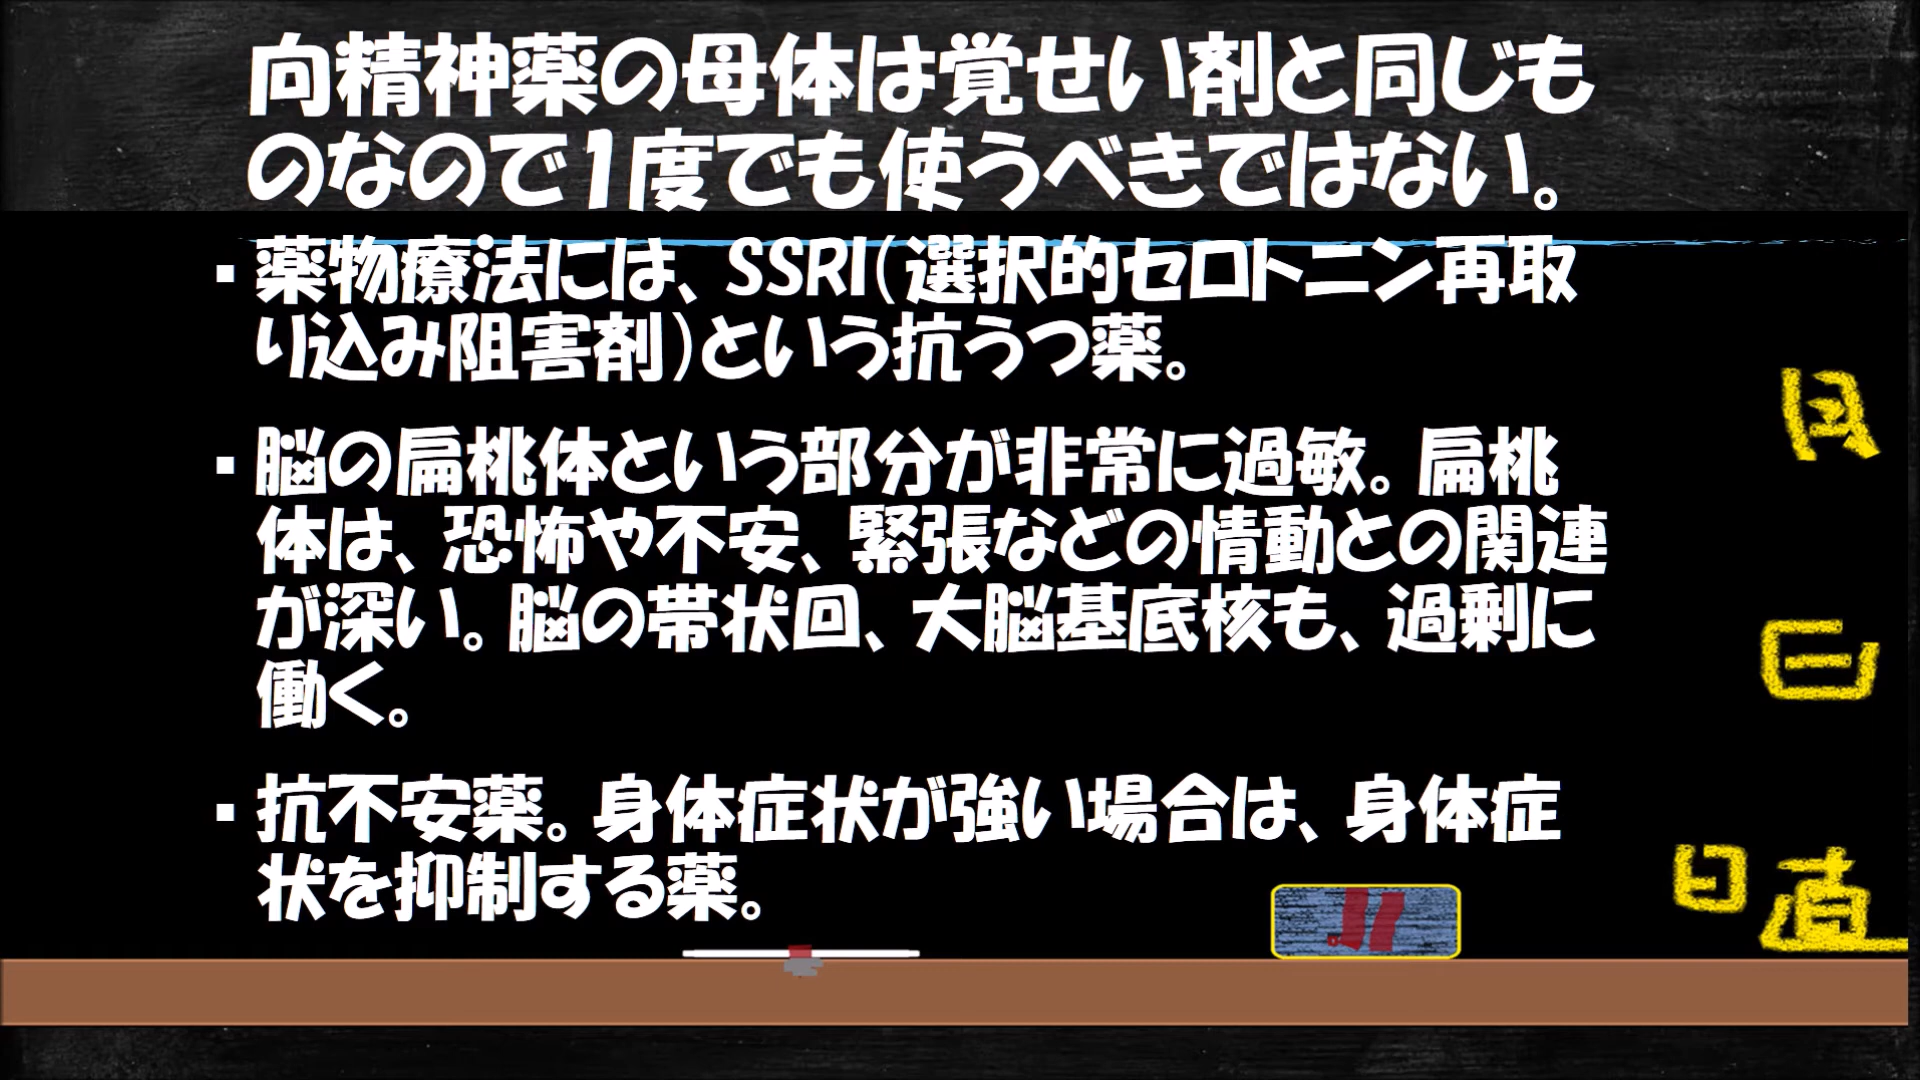 向精神薬の母体は覚せい剤と同じも
のなので1度でも使うべきではない。
▪薬物療法には、SSRI(選択的セロトニン再取
り込み阻害剤)という抗うつ薬。
▪脳の扁桃体という部分が非常に過敏。扁桃
体は、恐怖や不安、緊張などの情動との関連
が深い。脳の帯状回、大脳基底核も、過剰に
働く。
▪抗不安薬。身体症状が強い場合は、身体症
状を抑制する薬。
月
日
日直